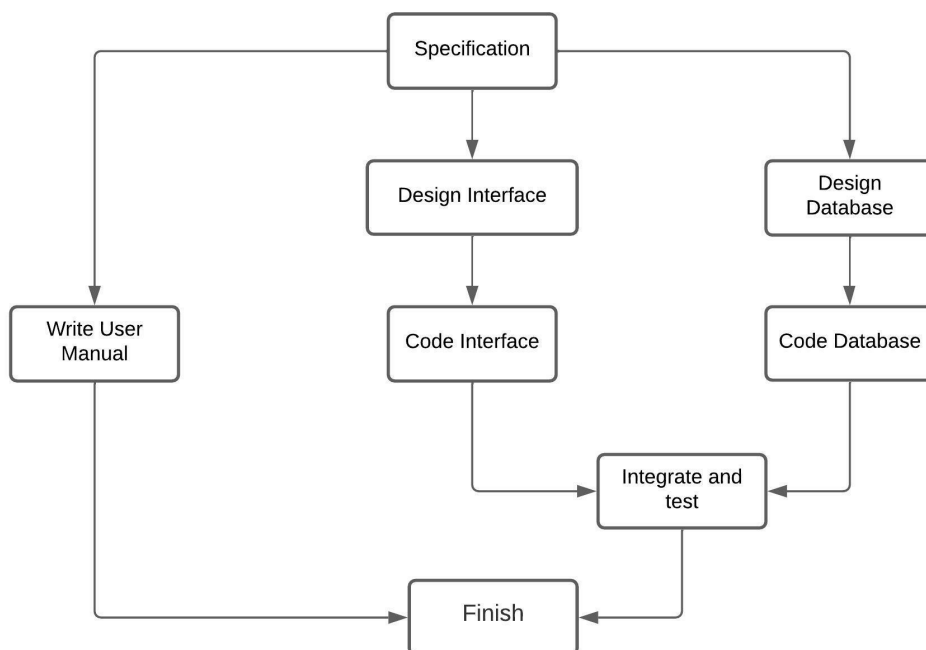 Specification
Design Interface
Design
Database
Write User
Manual
Code Interface
Code Database
Integrate and
test
Finish